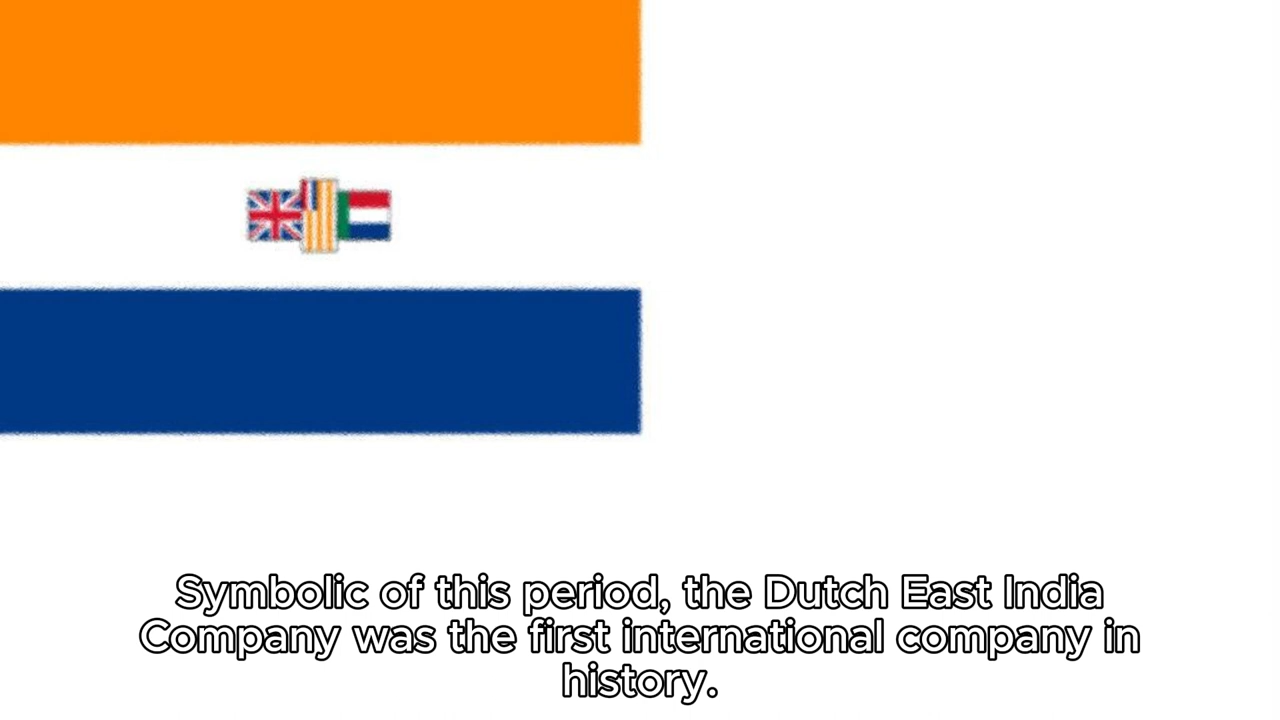 Symbolic of this period, the Dutch East India
Company was the first international company in
history.